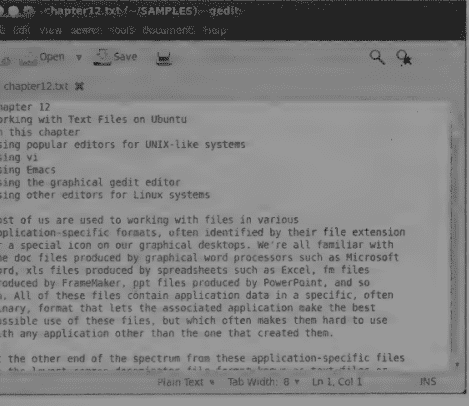 chapter12.txt (~/SAMPLES) - gedit
Edit View Search Tools Documents Help
Open Save
chapter12.txt
hapter 12
orking with Text Files on Ubuntu
n this chapter
sing popular editors for UNIX-like systems
sing vi
sing Emacs
sing the graphical gedit editor
sing other editors for Linux systems
ost of us are used to working with files in various
pplication-specific formats, often identified by their file extension
r a special icon on our graphical desktops. We're all familiar with
he doc files produced by graphical word processors such as Microsoft
ord, xls files produced by spreadsheets such as Excel, fm files
roduced by FrameMaker, ppt files produced by PowerPoint, and so
n. All of these files contain application data in a specific, often
inary, format that lets the associated application make the best
ossible use of these files, but which often makes them hard to use
ith any application other than the one that created them.
t the other end of the spectrum from these application-specific files
Plain Text Tab Width: 8 Ln 1, Col 1 INS